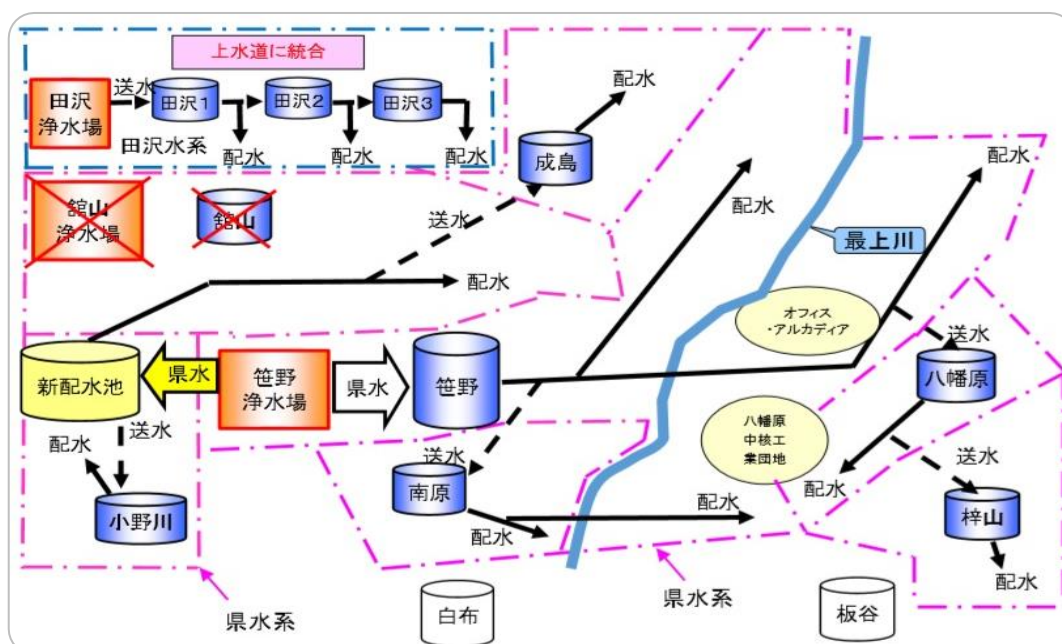 上水道に統合
田沢
浄水場
送水
田沢1
田沢2
田沢3
田沢水系
配水
配水
配水
配水
成島
舘山
浄水場
舘山
送水
配水
配水
配水
最上川
オフィス
・アルカディア
送水
八幡原
新配水池
県水
笹野
浄水場
県水
笹野
八幡原
中核工
業団地
配水
送水
小野川
送水
南原
配水
配水
配水
送水
梓山
配水
県水系
白布
県水系
板谷